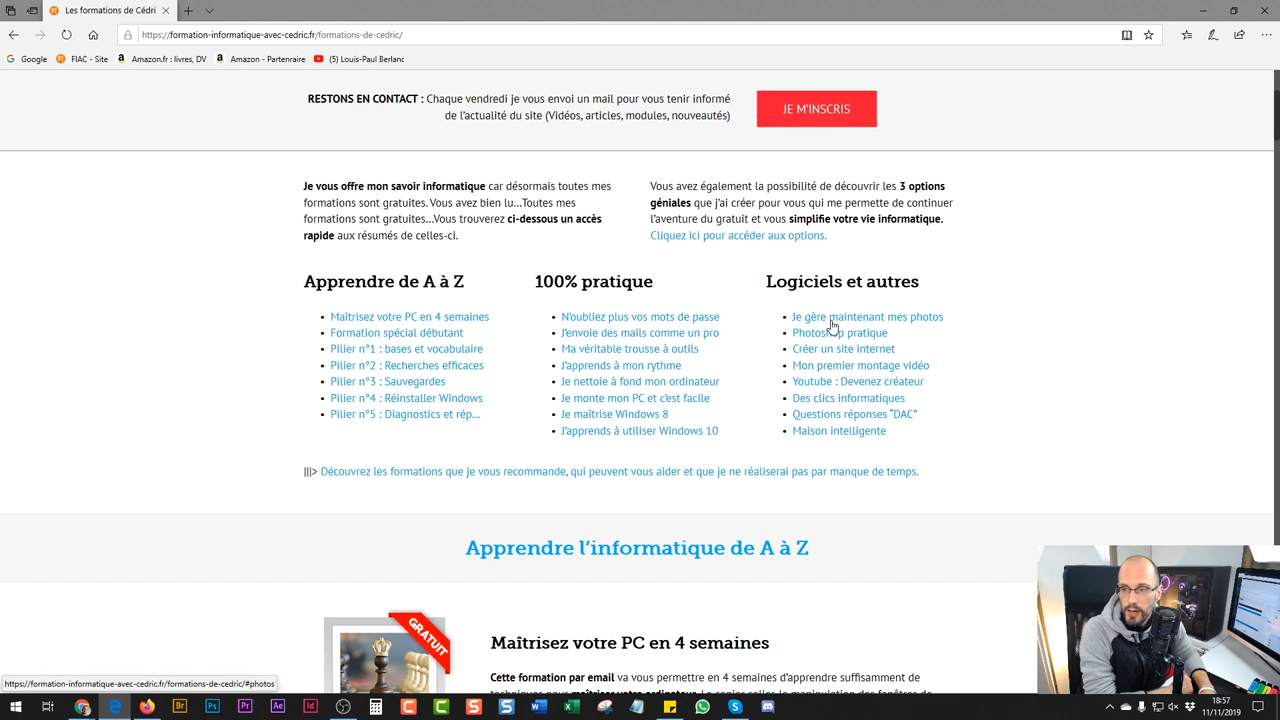 Les formations de Cédri
https://formation-informatique-avec-cedric.fr/formations-de-cedric/
Google
FIAC - Site
Amazon.fr : livres, DV
Amazon - Partenraire
(5) Louis-Paul Berlanc
RESTONS EN CONTACT : Chaque vendredi je vous envoi un mail pour vous tenir informé
de l'actualité du site (Vidéos, articles, modules, nouveautés)
JE M'INSCRIS
Je vous offre mon savoir informatique car désormais toutes mes
formations sont gratuites. Vous avez bien lu...Toutes mes
formations sont gratuites...Vous trouverez ci-dessous un accès
rapide aux résumés de celles-ci.
Vous avez également la possibilité de découvrir les 3 options
géniales que j'ai créer pour vous qui me permette de continuer
l'aventure du gratuit et vous simplifie votre vie informatique.
Cliquez ici pour accéder aux options.
Apprendre de A à Z
• Maîtrisez votre PC en 4 semaines
• Formation spécial débutant
• Pilier n°1 : bases et vocabulaire
• Pilier n°2 : Recherches efficaces
• Pilier n°3 : Sauvegardes
• Pilier n°4 : Réinstaller Windows
• Pilier n°5 : Diagnostics et rép...
100% pratique
• N'oubliez plus vos mots de passe
• J'envoie des mails comme un pro
• Ma véritable trousse à outils
• J'apprends à mon rythme
• Je nettoie à fond mon ordinateur
• Je monte mon PC et c'est facile
• Je maîtrise Windows 8
• J'apprends à utiliser Windows 10
Logiciels et autres
• Je gère maintenant mes photos
• Photoshop pratique
• Créer un site internet
• Mon premier montage vidéo
• Youtube : Devenez créateur
• Des clics informatiques
• Questions réponses "DAC"
• Maison intelligente
|||> Découvrez les formations que je vous recommande, qui peuvent vous aider et que je ne réaliserai pas par manque de temps.
Apprendre l'informatique de A à Z
GRATUIT
Maîtrisez votre PC en 4 semaines
Cette formation par email va vous permettre en 4 semaines d'apprendre suffisamment de
https://formation-informatique-avec-cedric.fr/formations-de-cedric/#photos
18:57
11/11/2019